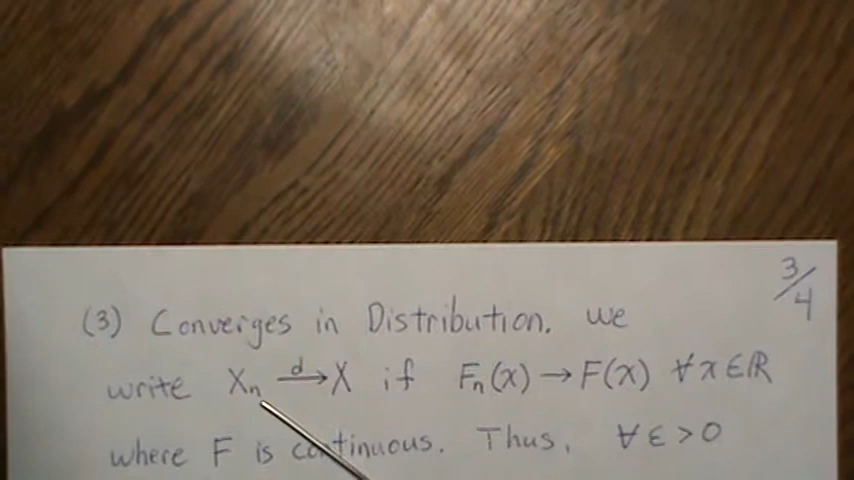 3/4
(3) Converges in Distribution. We
write Xn →d X if Fn(x) → F(x) ∀ x ∈ ℝ
where F is continuous. Thus, ∀ ε > 0